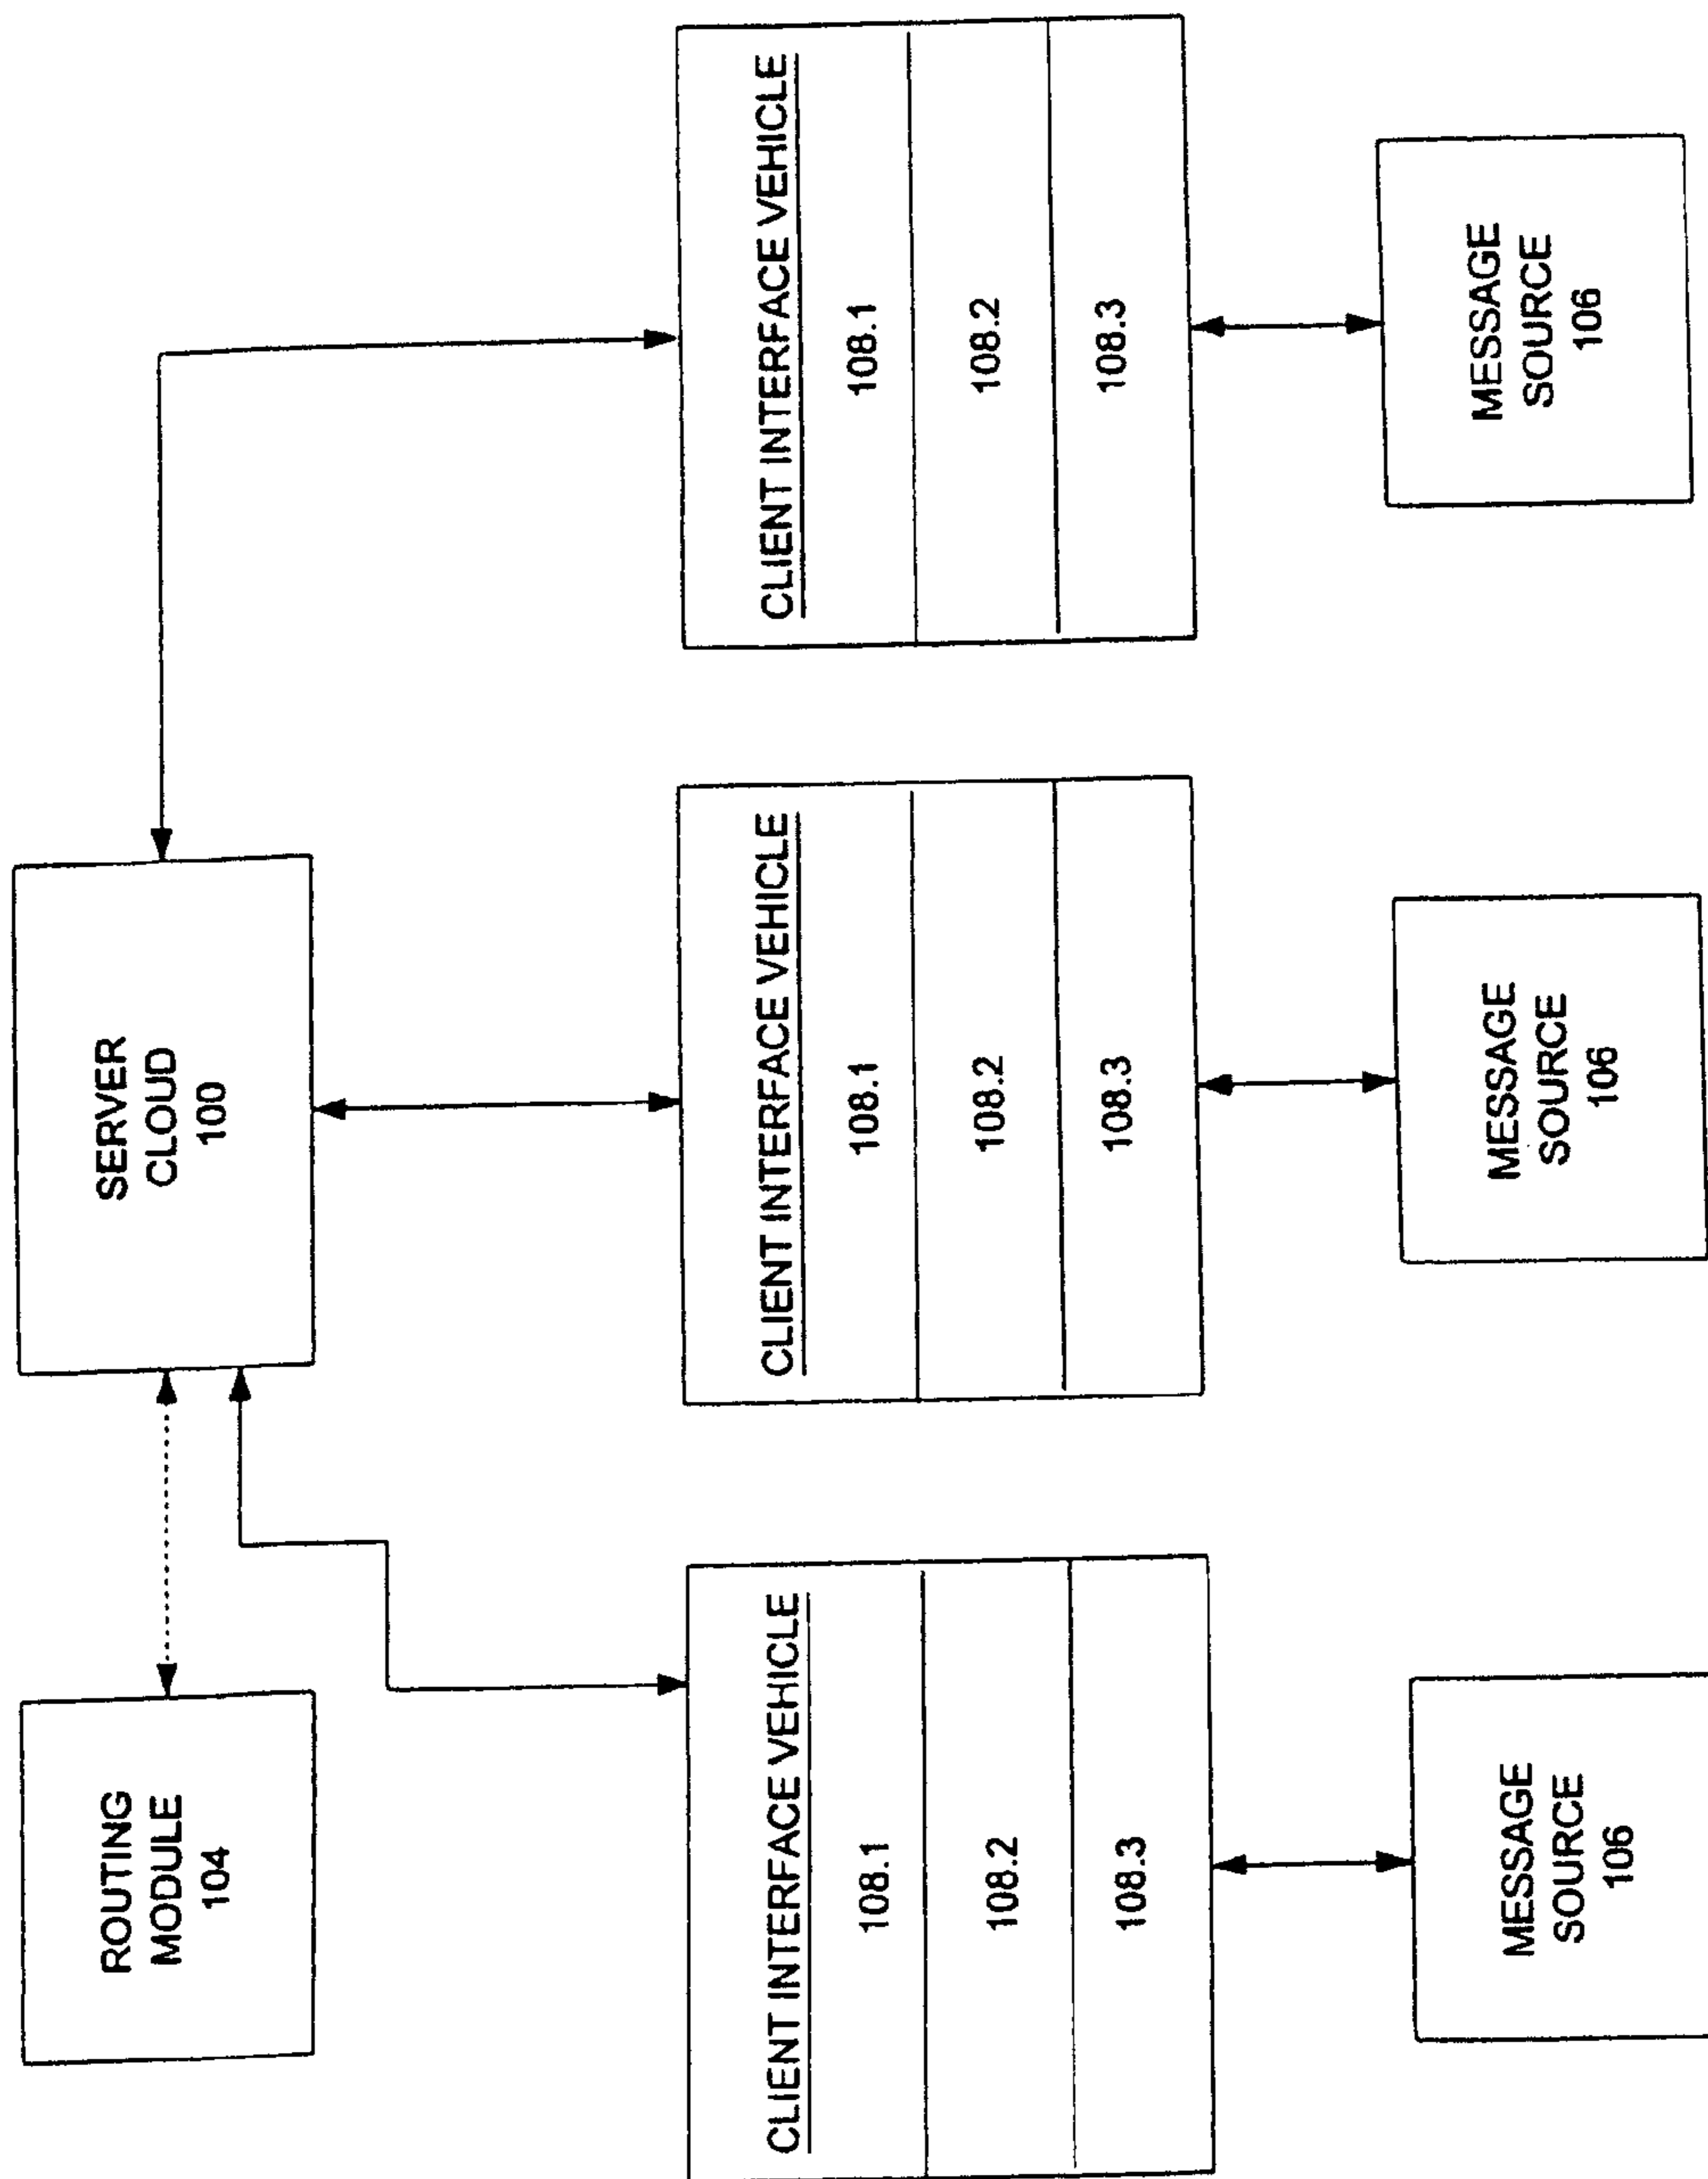 ROUTING
MODULE
104
SERVER
CLOUD
100
CLIENT INTERFACE VEHICLE
108.1
108.2
108.3
CLIENT INTERFACE VEHICLE
108.1
108.2
108.3
CLIENT INTERFACE VEHICLE
108.1
108.2
108.3
MESSAGE
SOURCE
106
MESSAGE
SOURCE
106
MESSAGE
SOURCE
106